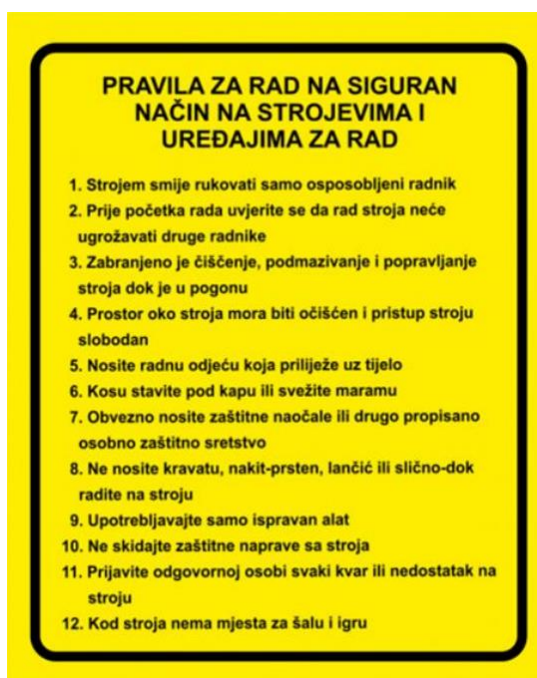 PRAVILA ZA RAD NA SIGURAN
NAČIN NA STROJEVIMA I
UREĐAJIMA ZA RAD
1. Strojem smije rukovati samo osposobljeni radnik
2. Prije početka rada uvjerite se da rad stroja neće
ugrožavati druge radnike
3. Zabranjeno je čiščenje, podmazivanje i popravljanje
stroja dok je u pogonu
4. Prostor oko stroja mora biti očišćen i pristup stroju
slobodan
5. Nosite radnu odjeću koja priliježe uz tijelo
6. Kosu stavite pod kapu ili svežite maramu
7. Obvezno nosite zaštitne naočale ili drugo propisano
osobno zaštitno sretstvo
8. Ne nosite kravatu, nakit-prsten, lančić ili slično-dok
radite na stroju
9. Upotrebljavajte samo ispravan alat
10. Ne skidajte zaštitne naprave sa stroja
11. Prijavite odgovornoj osobi svaki kvar ili nedostatak na
stroju
12. Kod stroja nema mjesta za šalu i igru